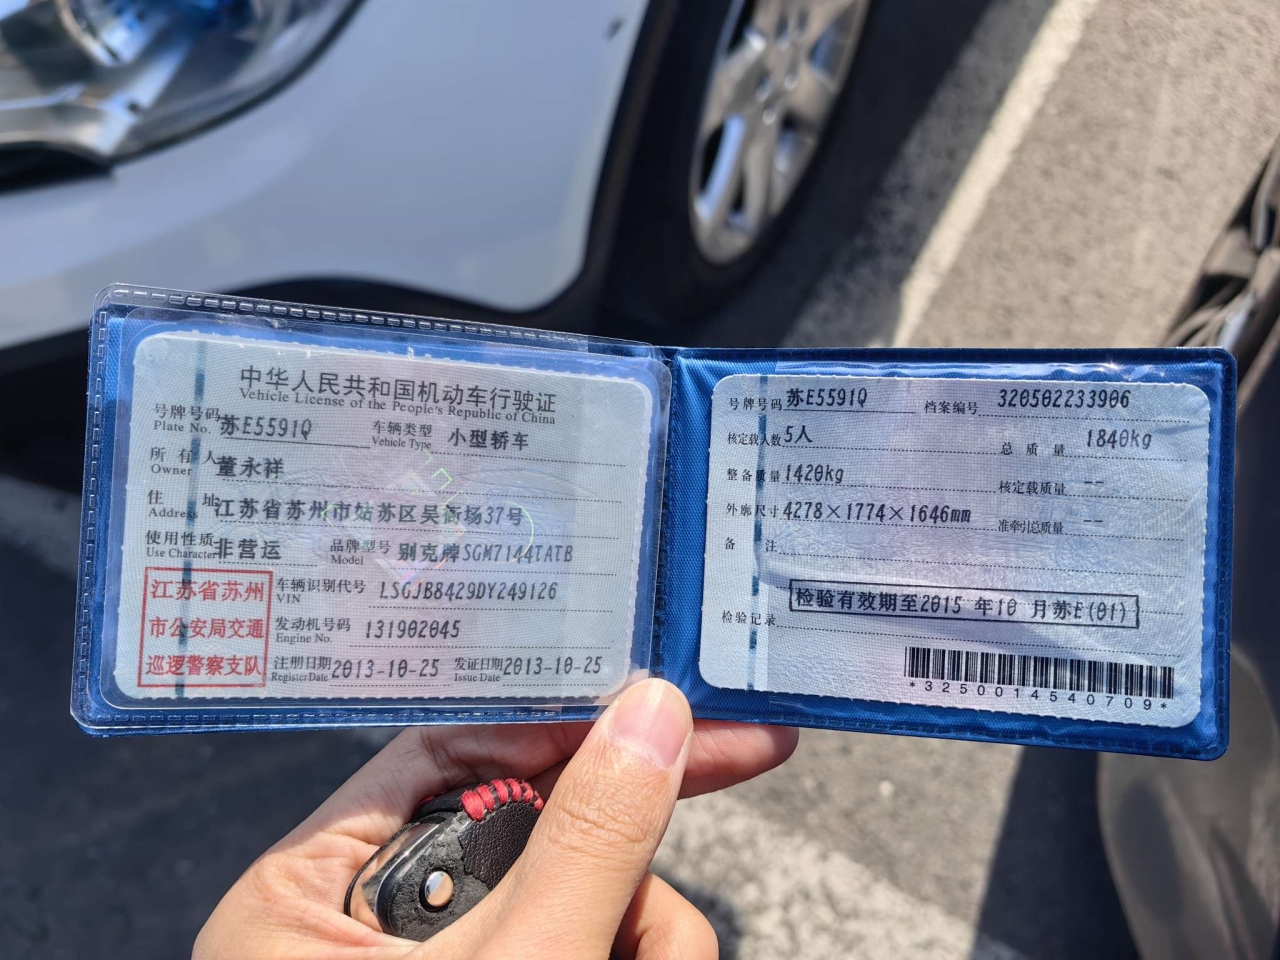 中华人民共和国机动车行驶证
Vehicle License of the People's Republic of China
号牌号码 苏E5591Q 车辆类型 小型轿车
Plate No. Vehicle Type
所有人 董永祥
Owner
住址 江苏省苏州市姑苏区吴衙场37号
Address
使用性质 非营运 品牌型号 别克牌SGM7144TATB
Use Character Model
江苏省苏州
市公安局交通
巡逻警察支队
车辆识别代号 LSGJB8429DY249126
VIN
发动机号码 131902045
Engine No.
注册日期 2013-10-25 发证日期 2013-10-25
Register Date Issue Date
号牌号码 苏E5591Q 档案编号 320502233906
核定载人数 5人 总质量 1840kg
整备质量 1420kg 核定载质量 --
外廓尺寸 4278×1774×1646mm 准牵引总质量 --
备注
检验记录 检验有效期至2015年10月苏E(01)
*3250014540709*